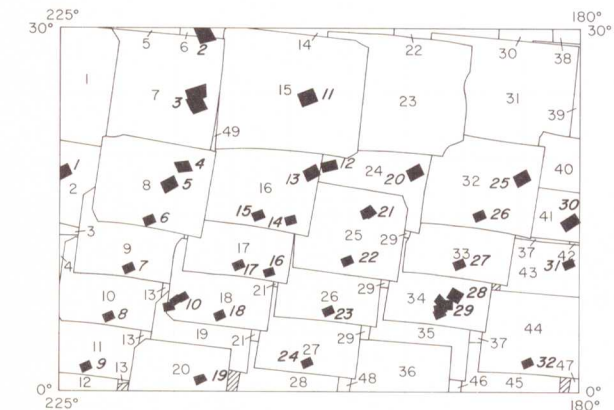 225° 180°
30° 30°
5 6 2 14 22 30 38
1 7 3 15 11 23 31 39
49
1 2 4 8 5 13 12 24 20 32 25 40
16
6 15 14 21 26 41 30
3 25 29 37 42
9 17 33 43 31
4 7 17 16 22 27
13 21 29 28
10 10 18 26 34 29
8 18 23 44
13 19 21 29 35 37
11 27
9 13 24 36 32 47
12 20 19 28 48 46 45
0° 0°
225° 180°